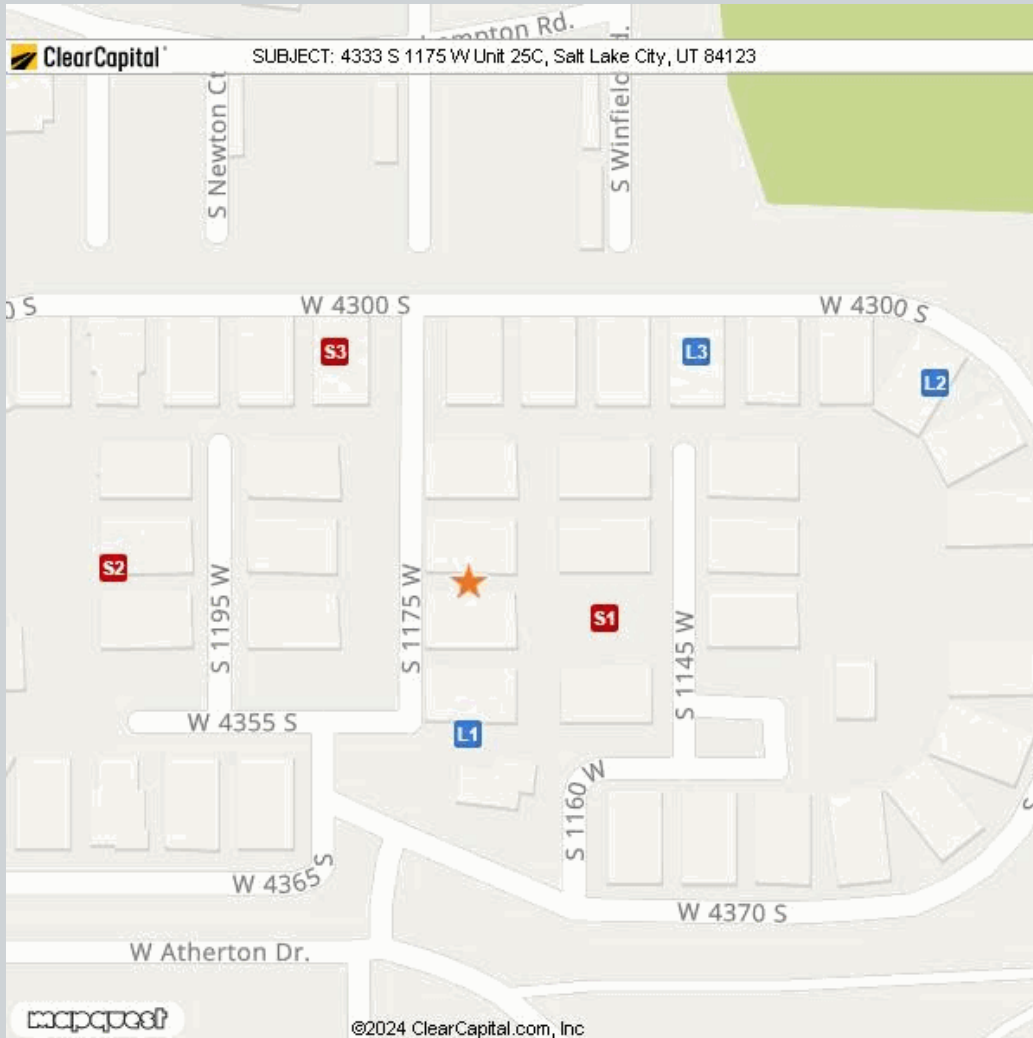 ClearCapital
SUBJECT: 4333 S 1175 W Unit 25C, Salt Lake City, UT 84123
Rd.
S Newton Ct
S Winfield
W 4300 S
W 4300 S
S3
L3
L2
S2
S1
S 1195 W
S 1175 W
S 1145 W
W 4355 S
L1
S 1160 W
W 4365 S
W 4370 S
W Atherton Dr.
mapquest
©2024 ClearCapital.com, Inc